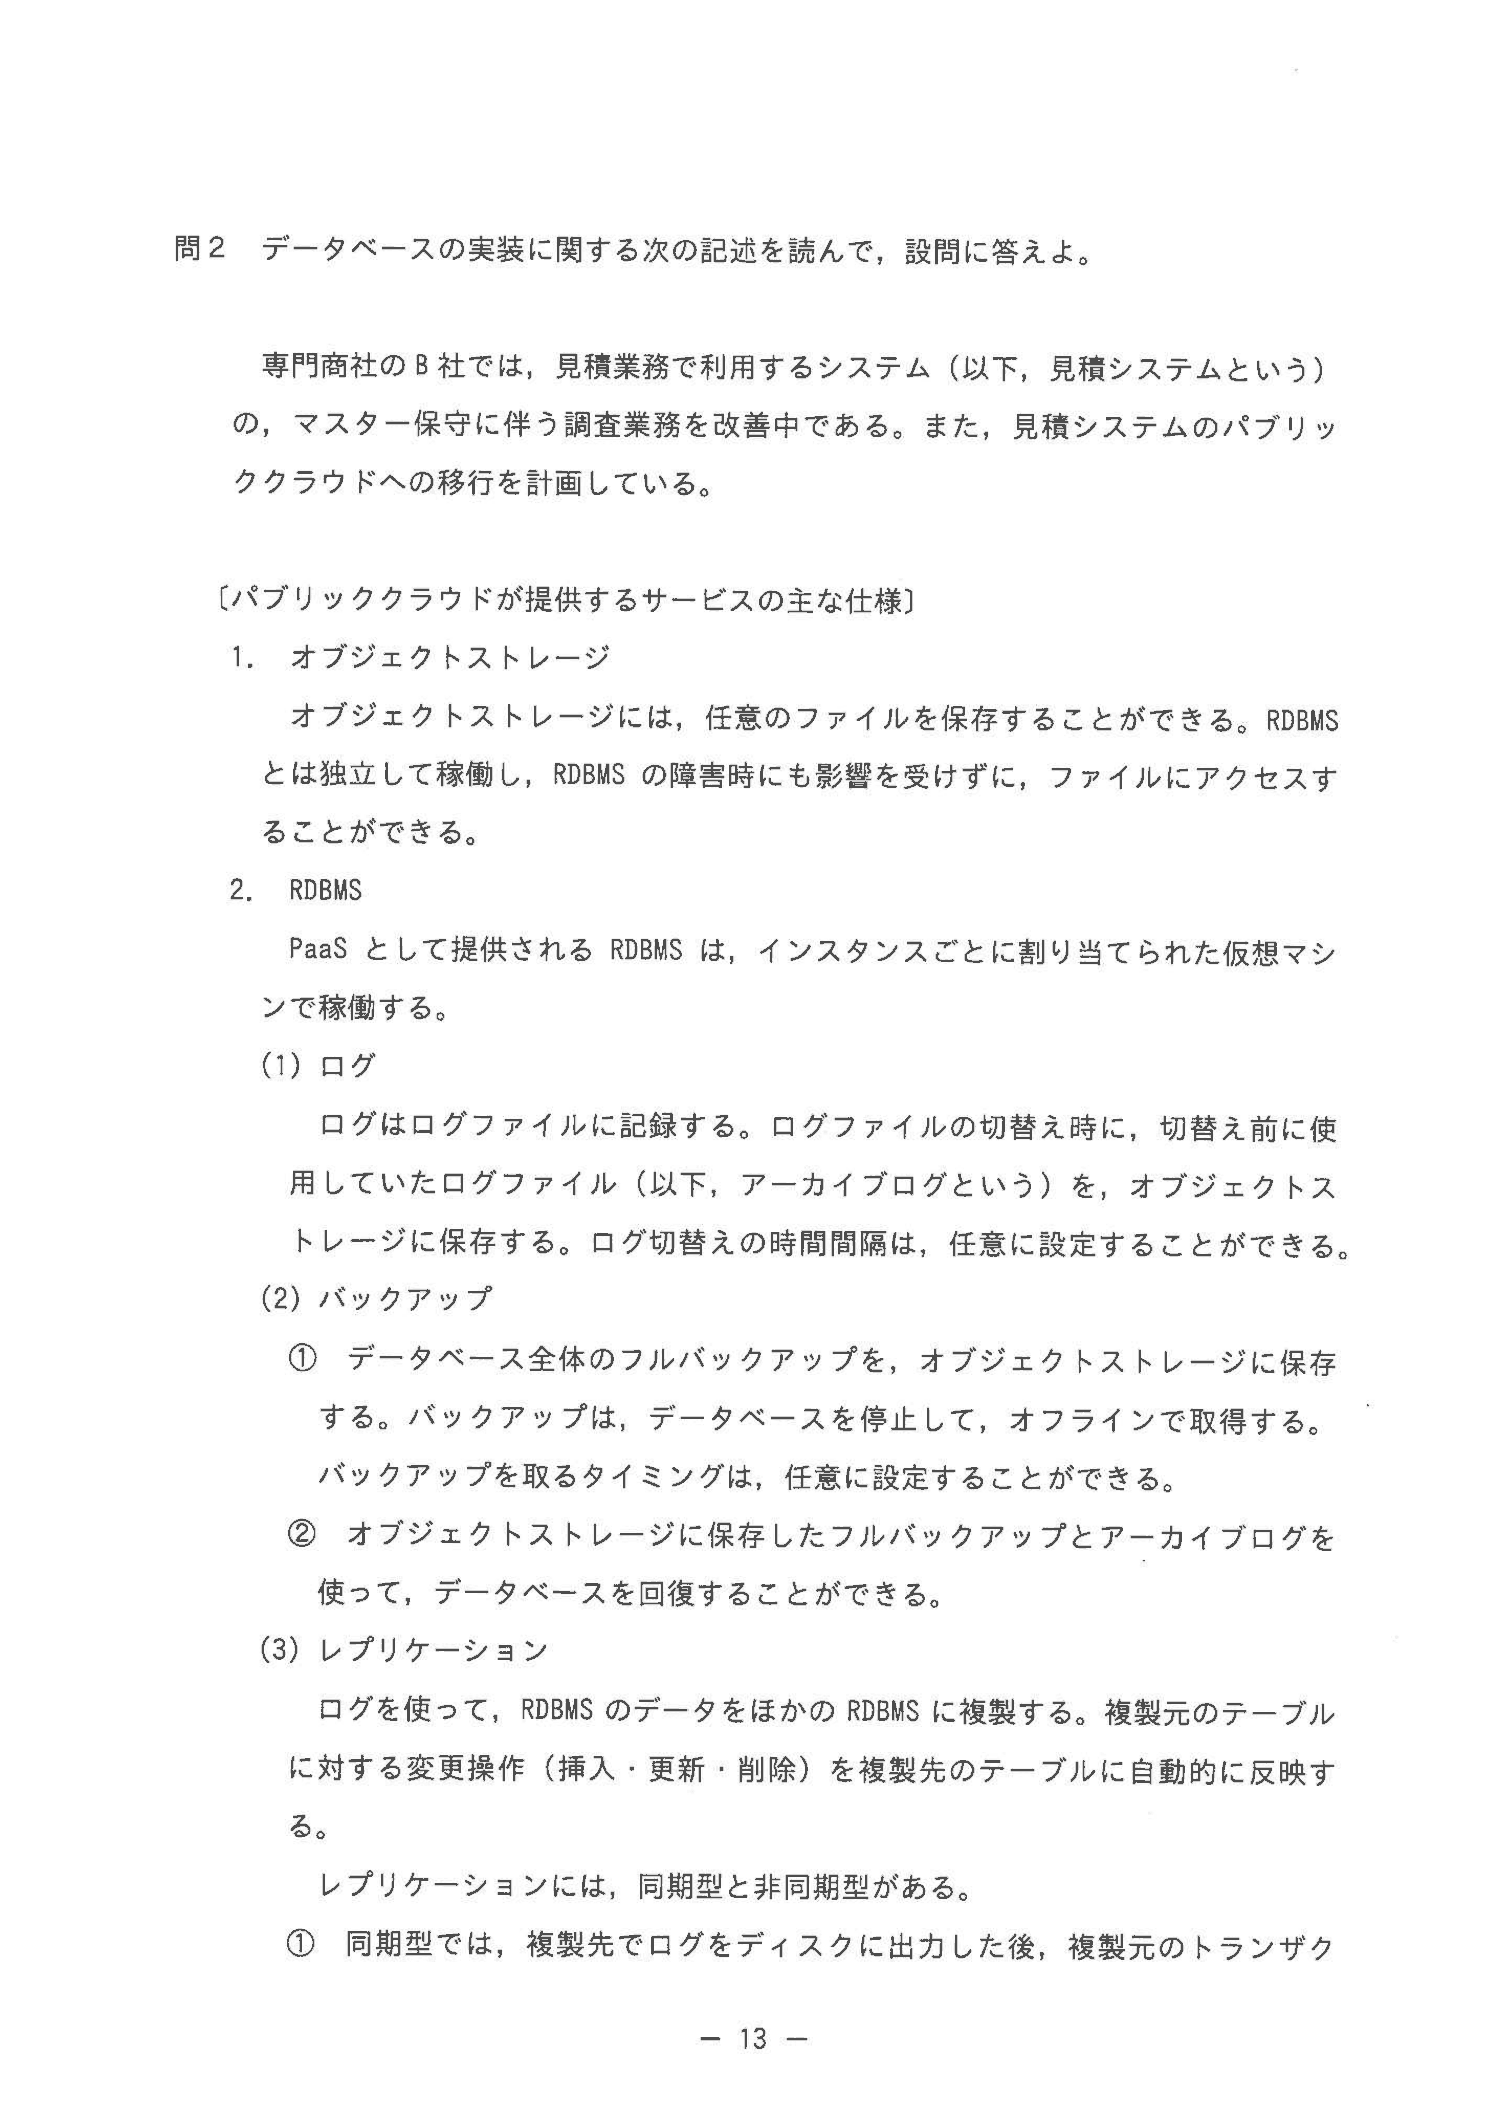 問2 データベースの実装に関する次の記述を読んで，設問に答えよ。
専門商社の B 社では，見積業務で利用するシステム（以下，見積システムという）
の，マスター保守に伴う調査業務を改善中である。また，見積システムのパブリッ
ククラウドへの移行を計画している。
〔パブリッククラウドが提供するサービスの主な仕様〕
1. オブジェクトストレージ
オブジェクトストレージには，任意のファイルを保存することができる。RDBMS
とは独立して稼働し，RDBMS の障害時にも影響を受けずに，ファイルにアクセスす
ることができる。
2. RDBMS
PaaS として提供される RDBMS は，インスタンスごとに割り当てられた仮想マシ
ンで稼働する。
(1) ログ
ログはログファイルに記録する。ログファイルの切替え時に，切替え前に使
用していたログファイル（以下，アーカイブログという）を，オブジェクトス
トレージに保存する。ログ切替えの時間間隔は，任意に設定することができる。
(2) バックアップ
① データベース全体のフルバックアップを，オブジェクトストレージに保存
する。バックアップは，データベースを停止して，オフラインで取得する。
バックアップを取るタイミングは，任意に設定することができる。
② オブジェクトストレージに保存したフルバックアップとアーカイブログを
使って，データベースを回復することができる。
(3) レプリケーション
ログを使って，RDBMS のデータをほかの RDBMS に複製する。複製元のテーブル
に対する変更操作（挿入・更新・削除）を複製先のテーブルに自動的に反映す
る。
レプリケーションには，同期型と非同期型がある。
① 同期型では，複製先でログをディスクに出力した後，複製元のトランザク
－ 13 －